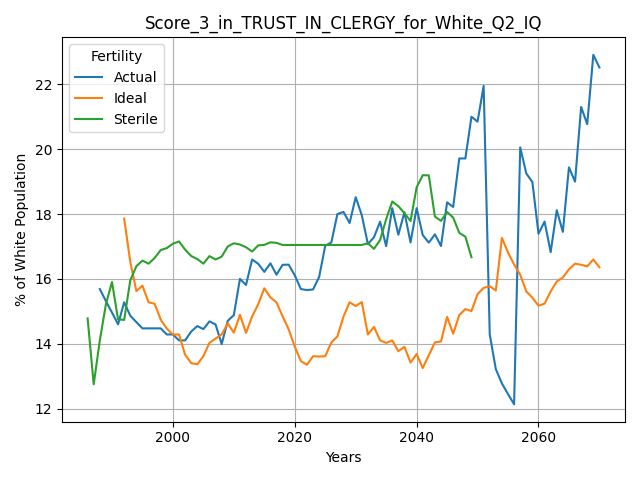 Score_3_in_TRUST_IN_CLERGY_for_White_Q2_IQ
Fertility
Actual
Ideal
Sterile
% of White Population
22
20
18
16
14
12
2000 2020 2040 2060
Years